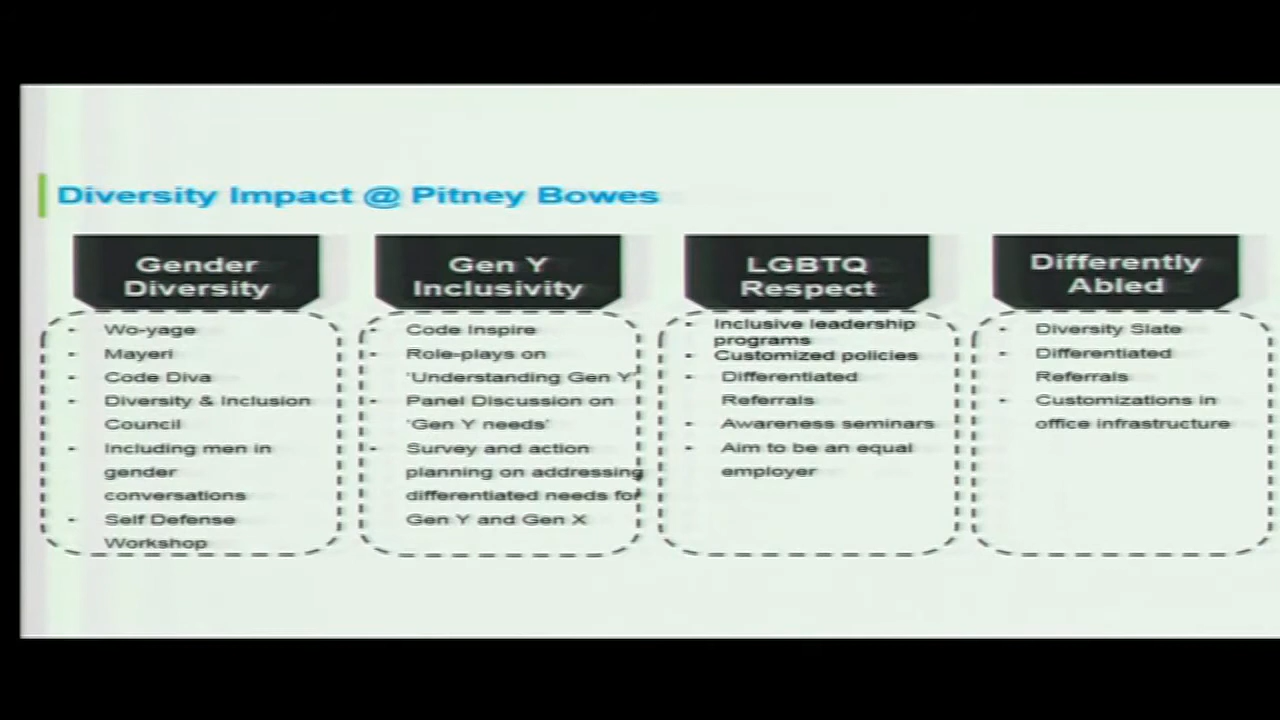 Diversity Impact @ Pitney Bowes
Gender
Diversity
• Wo-yage
• Mayeri
• Code Diva
• Diversity & Inclusion
Council
• Including men in
gender
conversations
• Self Defense
Workshop
Gen Y
Inclusivity
• Code Inspire
• Role-plays on
'Understanding Gen Y'
• Panel Discussion on
'Gen Y needs'
• Survey and action
planning on addressing
differentiated needs for
Gen Y and Gen X
LGBTQ
Respect
• Inclusive leadership
programs
• Customized policies
• Differentiated
Referrals
• Awareness seminars
• Aim to be an equal
employer
Differently
Abled
• Diversity Slate
• Differentiated
Referrals
• Customizations in
office infrastructure